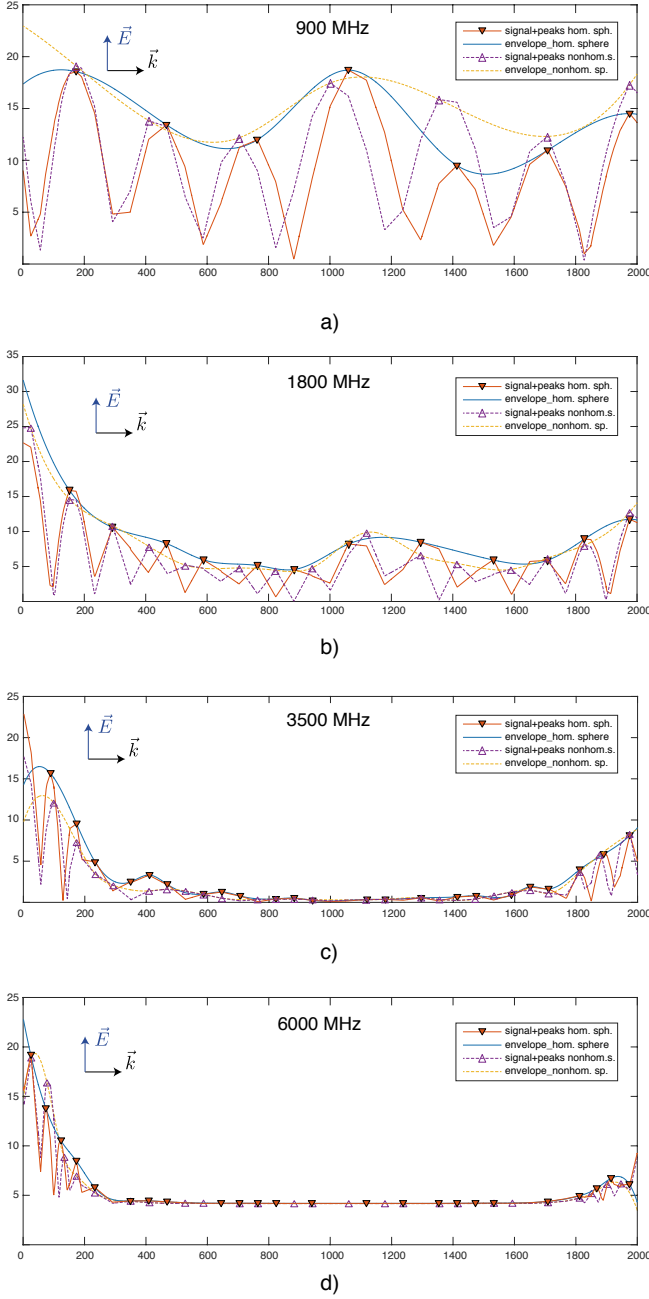 900 MHz
E⃗
k⃗
signal+peaks hom. sph.
envelope_hom. sphere
signal+peaks nonhom.s.
envelope_nonhom. sp.
25
20
15
10
5
0 200 400 600 800 1000 1200 1400 1600 1800 2000
a)
1800 MHz
E⃗
k⃗
signal+peaks hom. sph.
envelope_hom. sphere
signal+peaks nonhom.s.
envelope_nonhom. sp.
35
30
25
20
15
10
5
0 200 400 600 800 1000 1200 1400 1600 1800 2000
b)
3500 MHz
E⃗
k⃗
signal+peaks hom. sph.
envelope_hom. sphere
signal+peaks nonhom.s.
envelope_nonhom. sp.
25
20
15
10
5
0 200 400 600 800 1000 1200 1400 1600 1800 2000
c)
6000 MHz
E⃗
k⃗
signal+peaks hom. sph.
envelope_hom. sphere
signal+peaks nonhom.s.
envelope_nonhom. sp.
25
20
15
10
5
0 200 400 600 800 1000 1200 1400 1600 1800 2000
d)